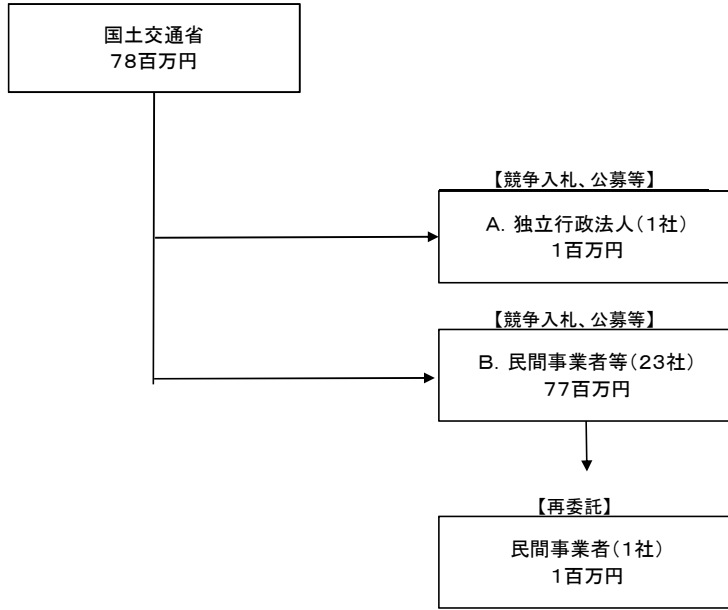 国土交通省
78百万円
【競争入札、公募等】
A. 独立行政法人(1社)
1百万円
【競争入札、公募等】
B. 民間事業者等(23社)
77百万円
【再委託】
民間事業者(1社)
1百万円